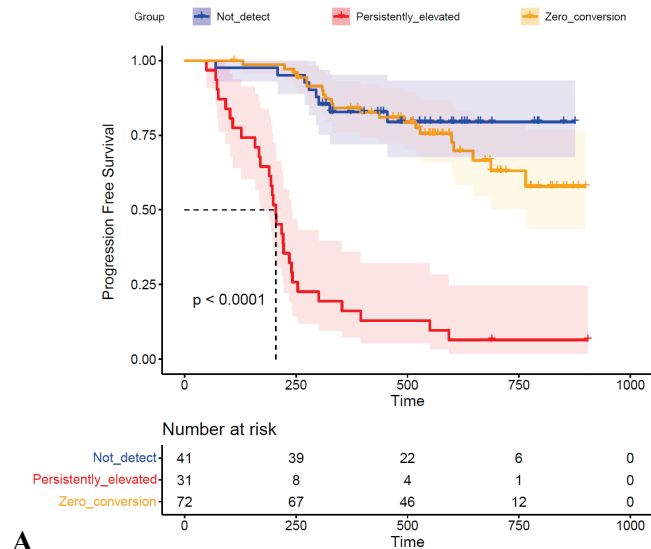 Group Not_detect Persistently_elevated Zero_conversion
1.00
0.75
0.50
0.25
0.00
Progression Free Survival
p < 0.0001
0 250 500 750 1000
Time
Number at risk
Not_detect 41 39 22 6 0
Persistently_elevated 31 8 4 1 0
Zero_conversion 72 67 46 12 0
0 250 500 750 1000
Time
A